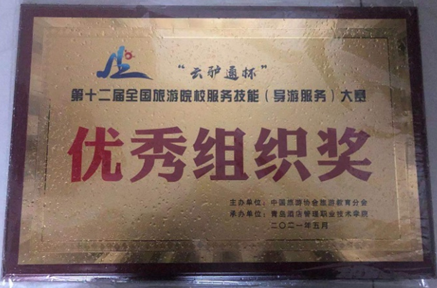 “云驴通杯”
第十二届全国旅游院校服务技能（导游服务）大赛
优秀组织奖
主办单位：中国旅游协会旅游教育分会
承办单位：青岛酒店管理职业技术学院
二〇二一年五月